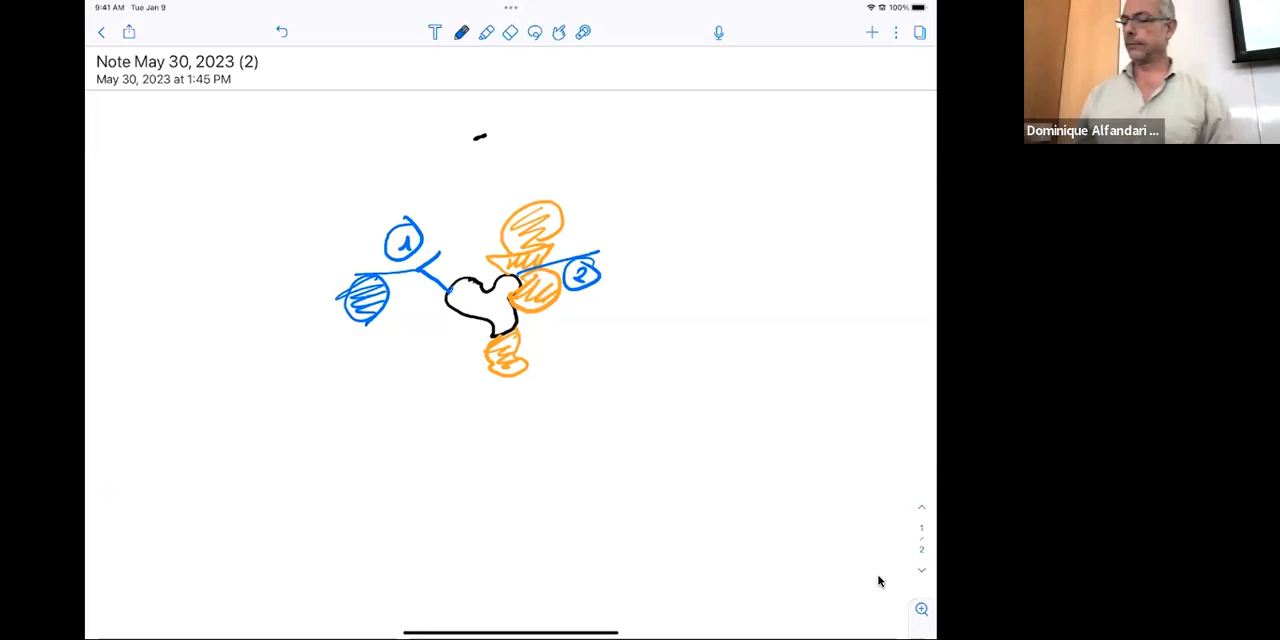 9:41 AM Tue Jan 9
100%
T
Note May 30, 2023 (2)
May 30, 2023 at 1:45 PM
Dominique Alfandari ...
1
2
1
/
2